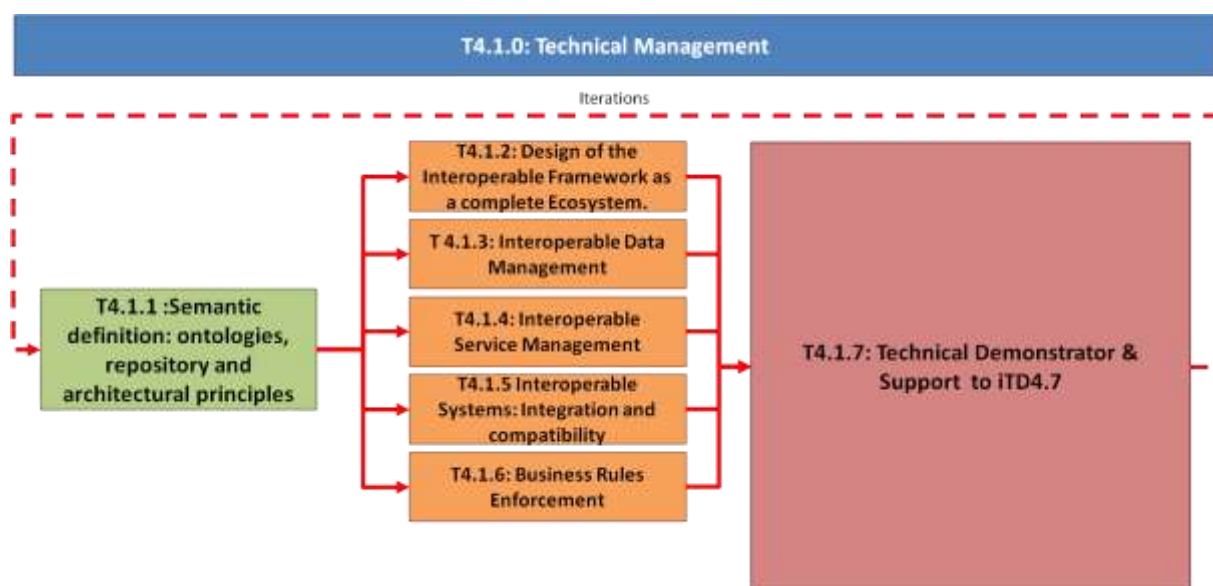 T4.1.0: Technical Management
Iterations
T4.1.2: Design of the
Interoperable Framework as
a complete Ecosystem.
T 4.1.3: Interoperable Data
Management
T4.1.1 :Semantic
definition: ontologies,
repository and
architectural principles
T4.1.4: Interoperable
Service Management
T4.1.5 Interoperable
Systems: Integration and
compatibility
T4.1.6: Business Rules
Enforcement
T4.1.7: Technical Demonstrator &
Support to iTD4.7